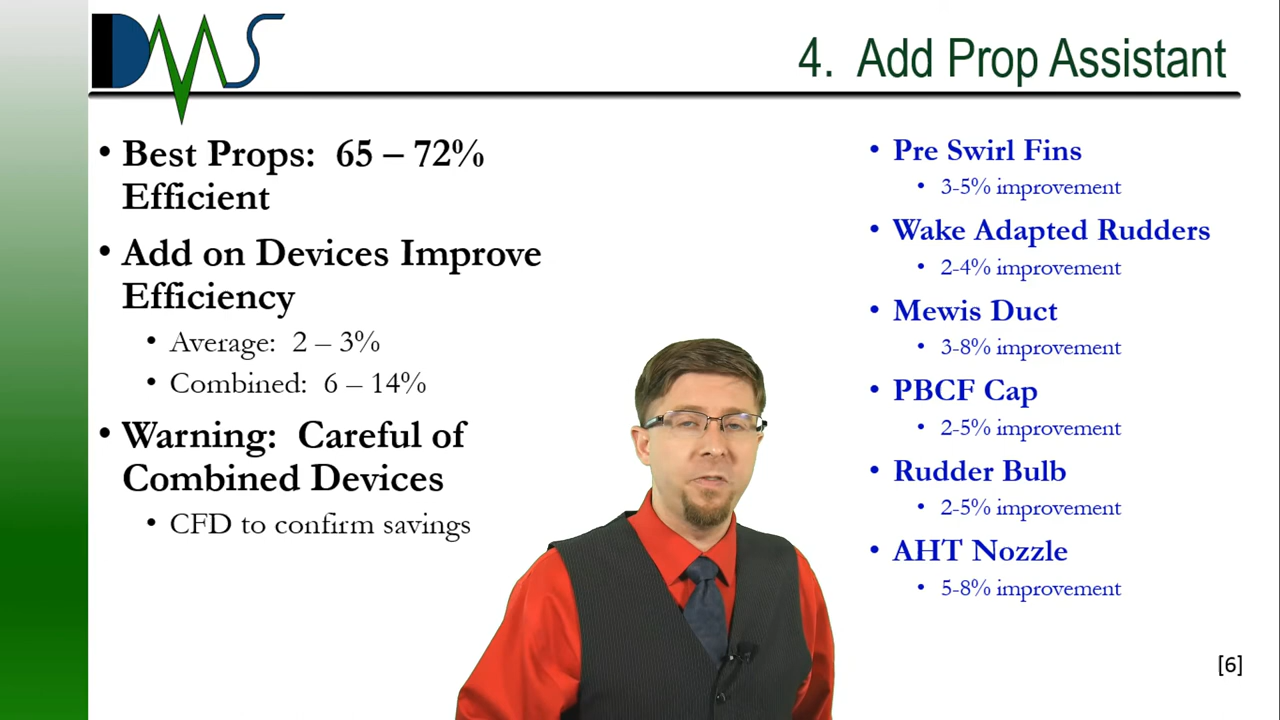 DMS
4. Add Prop Assistant
• Best Props: 65 – 72%
Efficient
• Add on Devices Improve
Efficiency
• Average: 2 – 3%
• Combined: 6 – 14%
• Warning: Careful of
Combined Devices
• CFD to confirm savings
• Pre Swirl Fins
• 3-5% improvement
• Wake Adapted Rudders
• 2-4% improvement
• Mewis Duct
• 3-8% improvement
• PBCF Cap
• 2-5% improvement
• Rudder Bulb
• 2-5% improvement
• AHT Nozzle
• 5-8% improvement
[6]